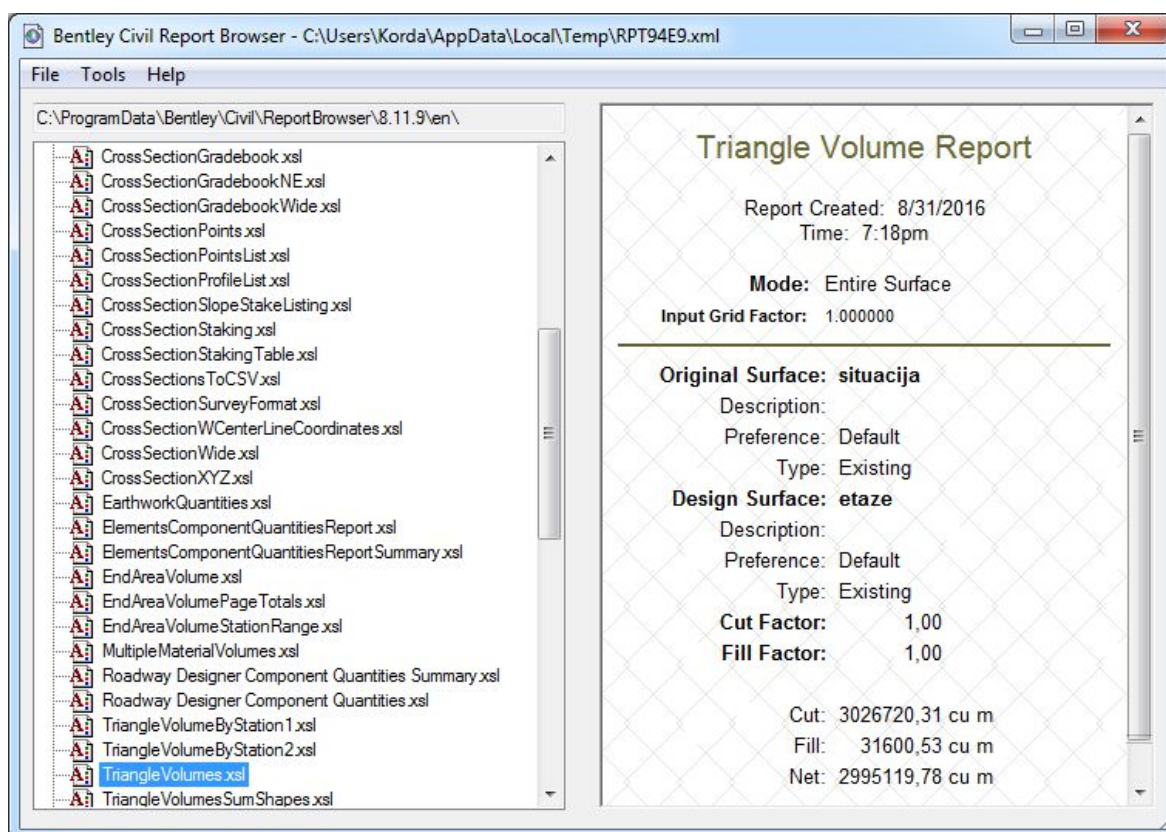 Bentley Civil Report Browser - C:\Users\Korda\AppData\Local\Temp\RPT94E9.xml
File Tools Help
C:\ProgramData\Bentley\Civil\ReportBrowser\8.11.9\en\
CrossSectionGradebook.xsl
CrossSectionGradebookNE.xsl
CrossSectionGradebookWide.xsl
CrossSectionPoints.xsl
CrossSectionPointsList.xsl
CrossSectionProfileList.xsl
CrossSectionSlopeStakeListing.xsl
CrossSectionStaking.xsl
CrossSectionStakingTable.xsl
CrossSectionsToCSV.xsl
CrossSectionSurveyFormat.xsl
CrossSectionWCenterLineCoordinates.xsl
CrossSectionWide.xsl
CrossSectionXYZ.xsl
EarthworkQuantities.xsl
ElementsComponentQuantitiesReport.xsl
ElementsComponentQuantitiesReportSummary.xsl
EndAreaVolume.xsl
EndAreaVolumePageTotals.xsl
EndAreaVolumeStationRange.xsl
MultipleMaterialVolumes.xsl
Roadway Designer Component Quantities Summary.xsl
Roadway Designer Component Quantities.xsl
TriangleVolumeByStation1.xsl
TriangleVolumeByStation2.xsl
TriangleVolumes.xsl
TriangleVolumesSumShapes.xsl
Triangle Volume Report
Report Created: 8/31/2016
Time: 7:18pm
Mode: Entire Surface
Input Grid Factor: 1.000000
Original Surface: situacija
Description:
Preference: Default
Type: Existing
Design Surface: etaze
Description:
Preference: Default
Type: Existing
Cut Factor: 1,00
Fill Factor: 1,00
Cut: 3026720,31 cu m
Fill: 31600,53 cu m
Net: 2995119,78 cu m